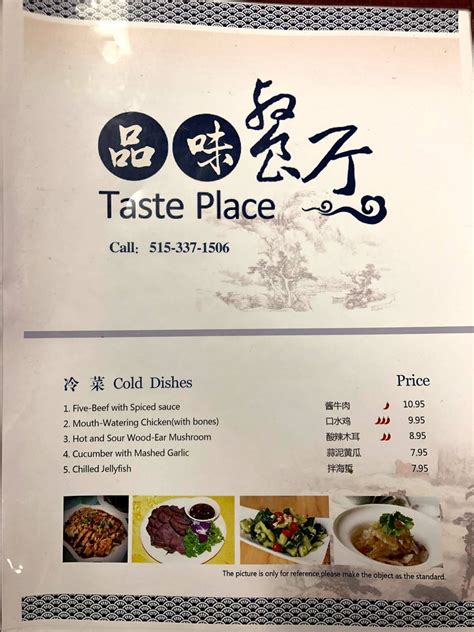 品味餐厅
Taste Place
Call: 515-337-1506
冷 菜 Cold Dishes Price
1. Five-Beef with Spiced sauce 酱牛肉 10.95
2. Mouth-Watering Chicken(with bones) 口水鸡 9.95
3. Hot and Sour Wood-Ear Mushroom 酸辣木耳 8.95
4. Cucumber with Mashed Garlic 蒜泥黄瓜 7.95
5. Chilled Jellyfish 拌海蜇 7.95
The picture is only for reference,please make the object as the standard.